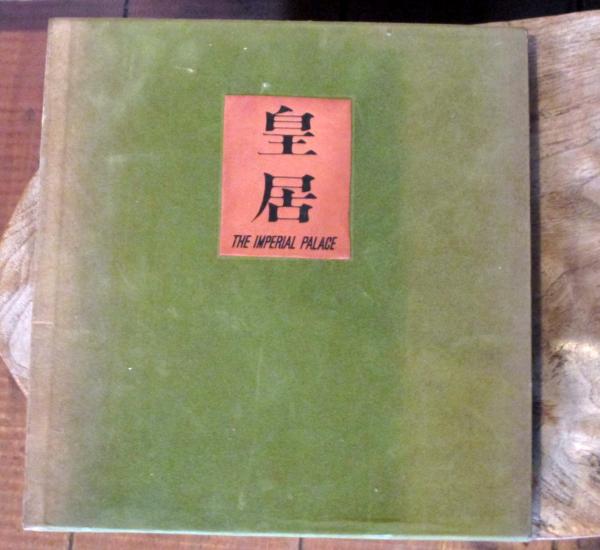 皇居
THE IMPERIAL PALACE